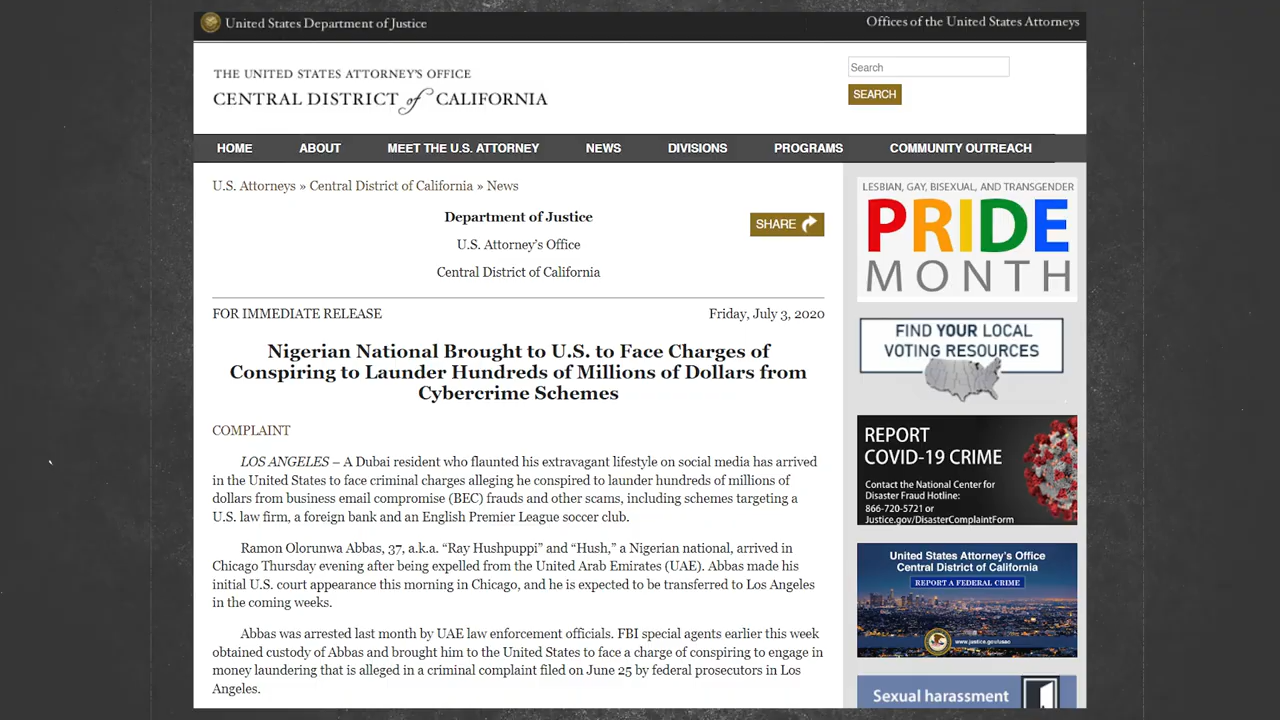 United States Department of Justice
Offices of the United States Attorneys
THE UNITED STATES ATTORNEY'S OFFICE
CENTRAL DISTRICT of CALIFORNIA
Search
SEARCH
HOME ABOUT MEET THE U.S. ATTORNEY NEWS DIVISIONS PROGRAMS COMMUNITY OUTREACH
U.S. Attorneys » Central District of California » News
Department of Justice
SHARE
U.S. Attorney's Office
Central District of California
FOR IMMEDIATE RELEASE
Friday, July 3, 2020
Nigerian National Brought to U.S. to Face Charges of
Conspiring to Launder Hundreds of Millions of Dollars from
Cybercrime Schemes
COMPLAINT
LOS ANGELES – A Dubai resident who flaunted his extravagant lifestyle on social media has arrived
in the United States to face criminal charges alleging he conspired to launder hundreds of millions of
dollars from business email compromise (BEC) frauds and other scams, including schemes targeting a
U.S. law firm, a foreign bank and an English Premier League soccer club.
Ramon Olorunwa Abbas, 37, a.k.a. “Ray Hushpuppi” and “Hush,” a Nigerian national, arrived in
Chicago Thursday evening after being expelled from the United Arab Emirates (UAE). Abbas made his
initial U.S. court appearance this morning in Chicago, and he is expected to be transferred to Los Angeles
in the coming weeks.
Abbas was arrested last month by UAE law enforcement officials. FBI special agents earlier this week
obtained custody of Abbas and brought him to the United States to face a charge of conspiring to engage in
money laundering that is alleged in a criminal complaint filed on June 25 by federal prosecutors in Los
Angeles.
LESBIAN, GAY, BISEXUAL, AND TRANSGENDER
PRIDE
MONTH
FIND YOUR LOCAL
VOTING RESOURCES
REPORT
COVID-19 CRIME
Contact the National Center for
Disaster Fraud Hotline:
866-720-5721 or
Justice.gov/DisasterComplaintForm
United States Attorney's Office
Central District of California
REPORT A FEDERAL CRIME
www.justice.gov/usao
Sexual harassment